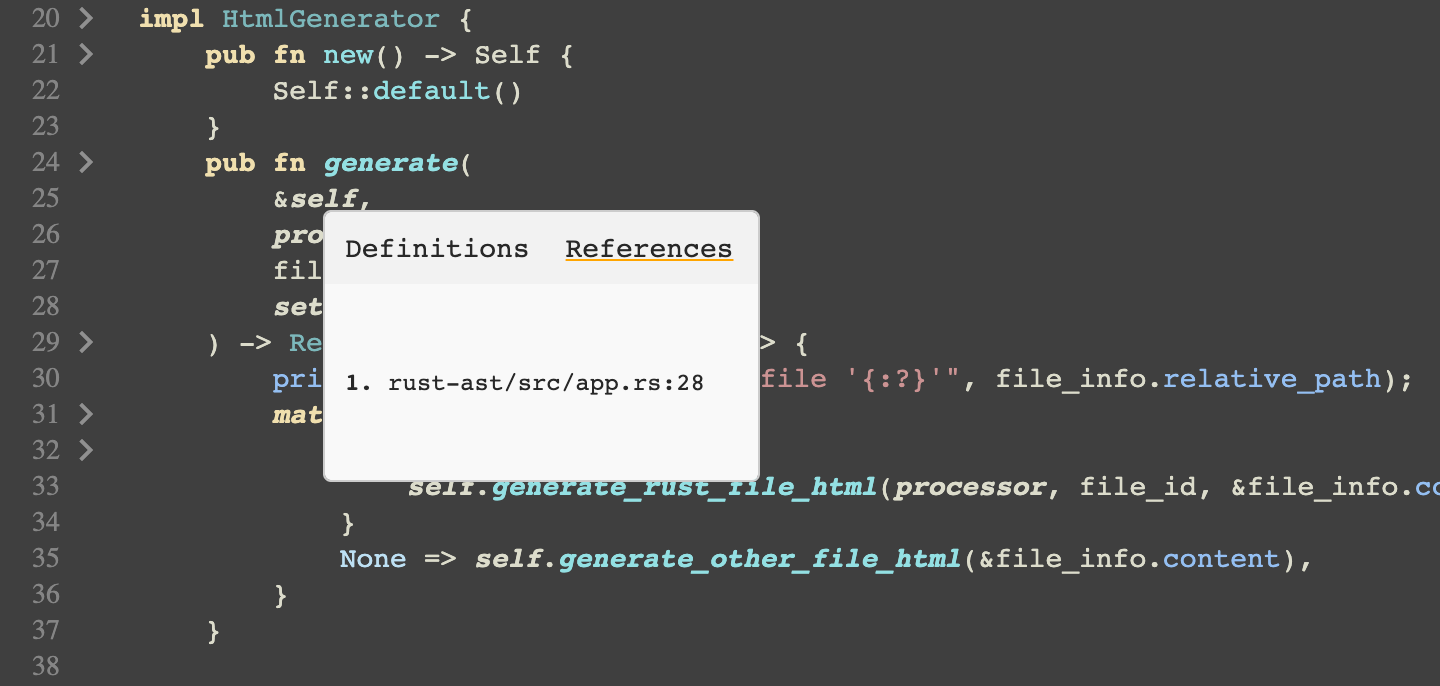 20 impl HtmlGenerator {
21 pub fn new() -> Self {
22 Self::default()
23 }
24 pub fn generate(
25 &self,
26 pro
27 fil
28 set
29 ) -> Re > {
30 pri file '{:?}'", file_info.relative_path);
31 mat
32
33 self.generate_rust_file_html(processor, file_id, &file_info.co
34 }
35 None => self.generate_other_file_html(&file_info.content),
36 }
37 }
38
Definitions References
1. rust-ast/src/app.rs:28